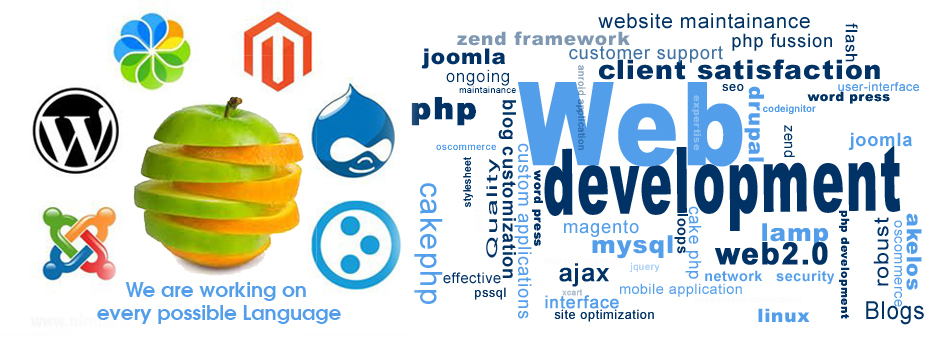 We are working on
every possible Language
website maintainance
zend framework
php fussion
flash
joomla
customer support
ongoing
client satisfaction
maintainance
anroid application
seo
user-interface
word press
php
Web
expertise
drupal
codeignitor
blog customization
zend
joomla
oscommerce
stylesheet
Quality
custom applications
word press
development
cakephp
magento
loops
cake php
lamp
php development
robust
akelos
oscommerce
mysql
web2.0
ajax
jquery
effective
network security
pssql
xcart
mobile application
interface
site optimization
linux
Blogs